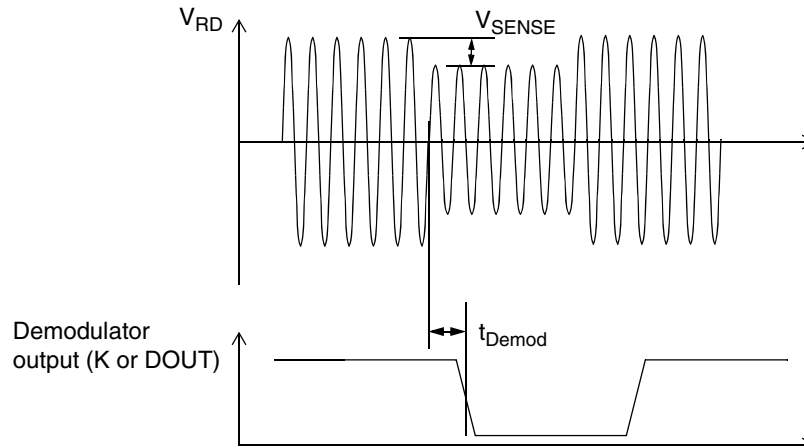 V_RD
V_SENSE
t_Demod
Demodulator
output (K or DOUT)